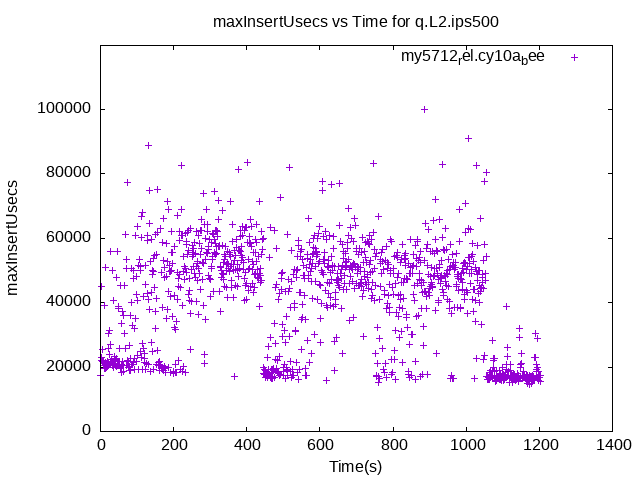 maxInsertUsecs vs Time for q.L2.ips500
my5712rel.cy10abee
100000
80000
60000
40000
20000
0
maxInsertUsecs
0 200 400 600 800 1000 1200 1400
Time(s)